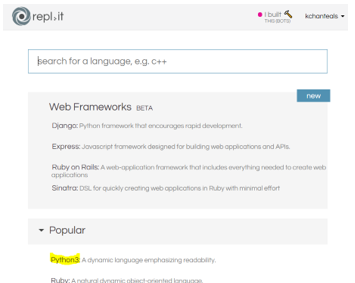 repl.it
I built
kchanteals
search for a language, e.g. c++
new
Web Frameworks BETA
Django: Python framework that encourages rapid development.
Express: Javascript framework designed for building web applications and APIs.
Ruby on Rails: A web-application framework that includes everything needed to create web
applications
Sinatra: DSL for quickly creating web applications in Ruby with minimal effort
Popular
Python3: A dynamic language emphasizing readability.
Ruby: A natural dynamic object-oriented language.